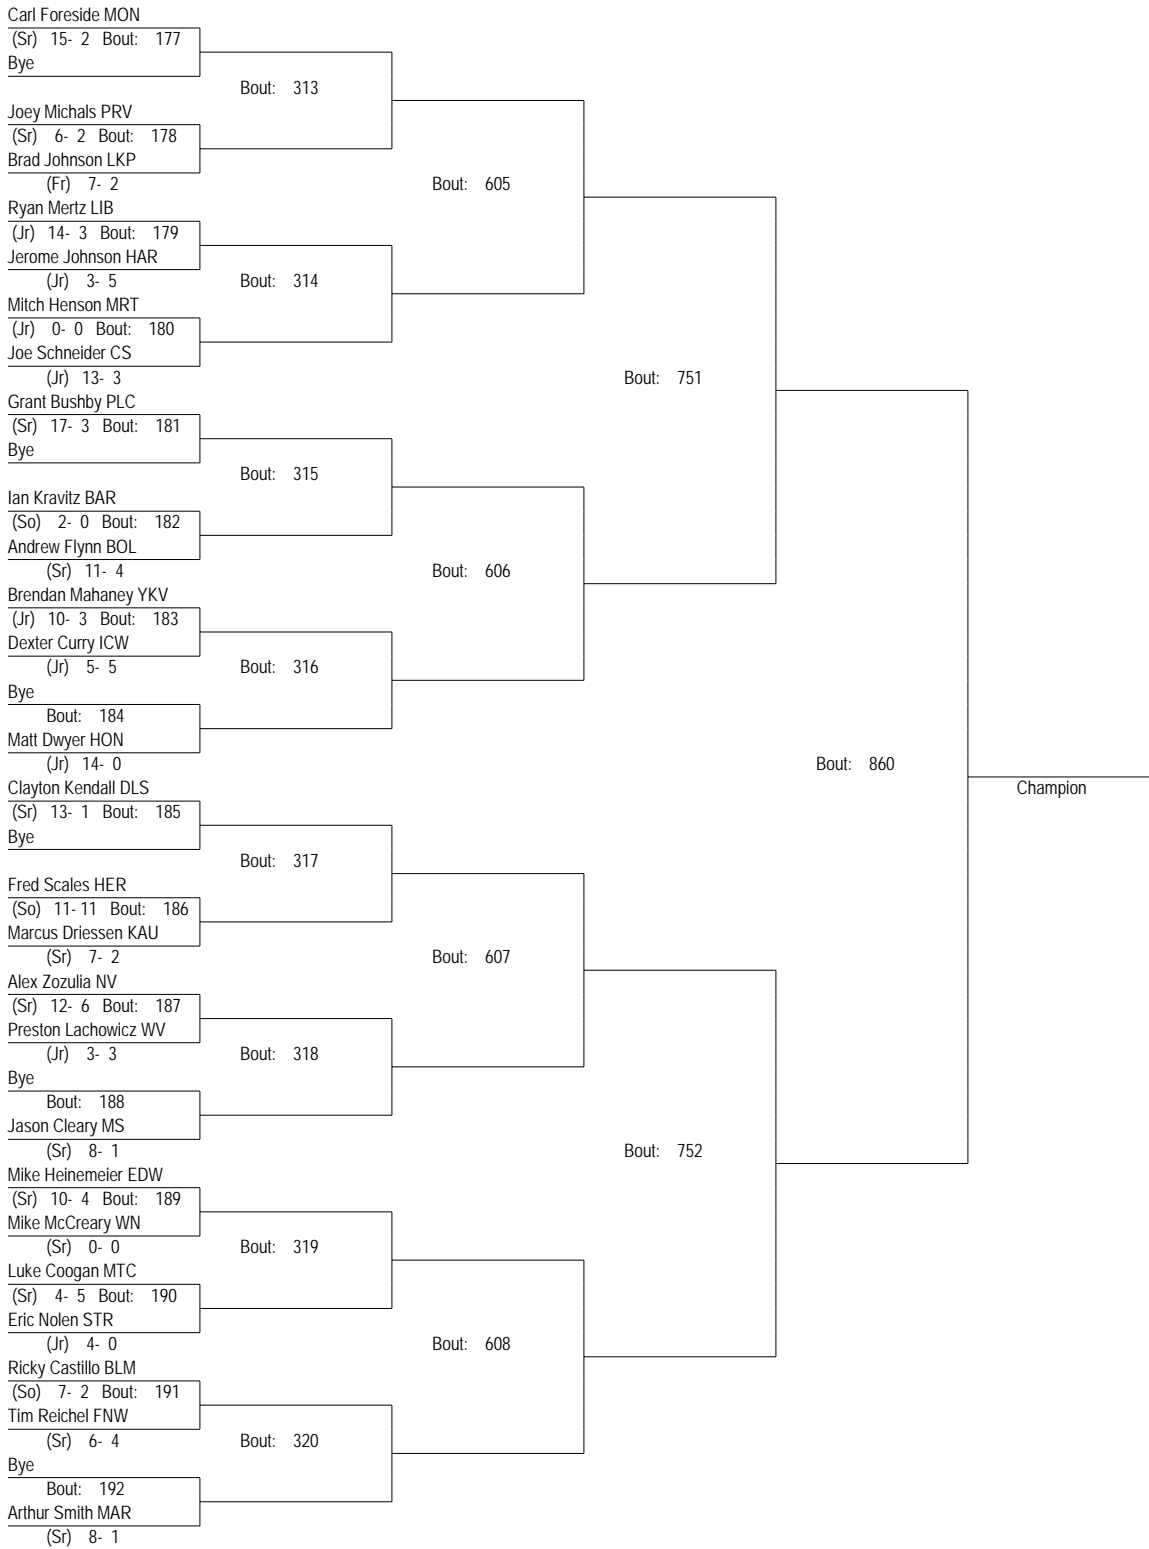 Carl Foreside MON
(Sr) 15- 2 Bout: 177
Bye
Bout: 313
Joey Michals PRV
(Sr) 6- 2 Bout: 178
Brad Johnson LKP
(Fr) 7- 2
Bout: 605
Ryan Mertz LIB
(Jr) 14- 3 Bout: 179
Jerome Johnson HAR
(Jr) 3- 5
Bout: 314
Mitch Henson MRT
(Jr) 0- 0 Bout: 180
Joe Schneider CS
(Jr) 13- 3
Bout: 751
Grant Bushby PLC
(Sr) 17- 3 Bout: 181
Bye
Bout: 315
Ian Kravitz BAR
(So) 2- 0 Bout: 182
Andrew Flynn BOL
(Sr) 11- 4
Bout: 606
Brendan Mahaney YKV
(Jr) 10- 3 Bout: 183
Dexter Curry ICW
(Jr) 5- 5
Bout: 316
Bye
Bout: 184
Matt Dwyer HON
(Jr) 14- 0
Bout: 860
Champion
Clayton Kendall DLS
(Sr) 13- 1 Bout: 185
Bye
Bout: 317
Fred Scales HER
(So) 11- 11 Bout: 186
Marcus Driessen KAU
(Sr) 7- 2
Bout: 607
Alex Zozulia NV
(Sr) 12- 6 Bout: 187
Preston Lachowicz WV
(Jr) 3- 3
Bout: 318
Bye
Bout: 188
Jason Cleary MS
(Sr) 8- 1
Bout: 752
Mike Heinemeier EDW
(Sr) 10- 4 Bout: 189
Mike McCreary WN
(Sr) 0- 0
Bout: 319
Luke Coogan MTC
(Sr) 4- 5 Bout: 190
Eric Nolen STR
(Jr) 4- 0
Bout: 608
Ricky Castillo BLM
(So) 7- 2 Bout: 191
Tim Reichel FNW
(Sr) 6- 4
Bout: 320
Bye
Bout: 192
Arthur Smith MAR
(Sr) 8- 1